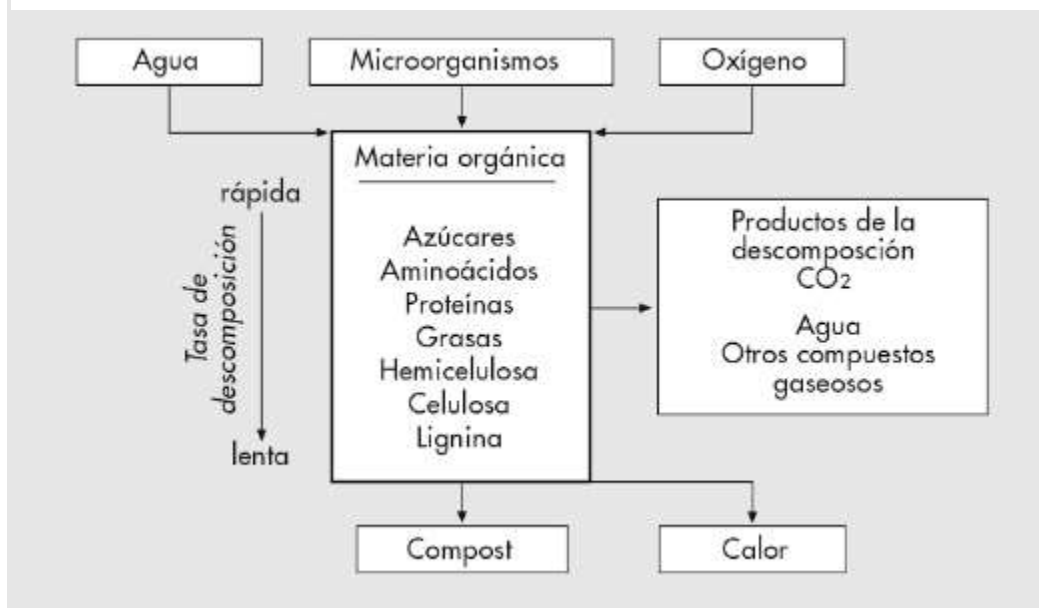 Agua
Microorganismos
Oxígeno
Materia orgánica
rápida
Tasa de
descomposición
lenta
Azúcares
Aminoácidos
Proteínas
Grasas
Hemicelulosa
Celulosa
Lignina
Productos de la
descomposción
CO2
Agua
Otros compuestos
gaseosos
Compost
Calor